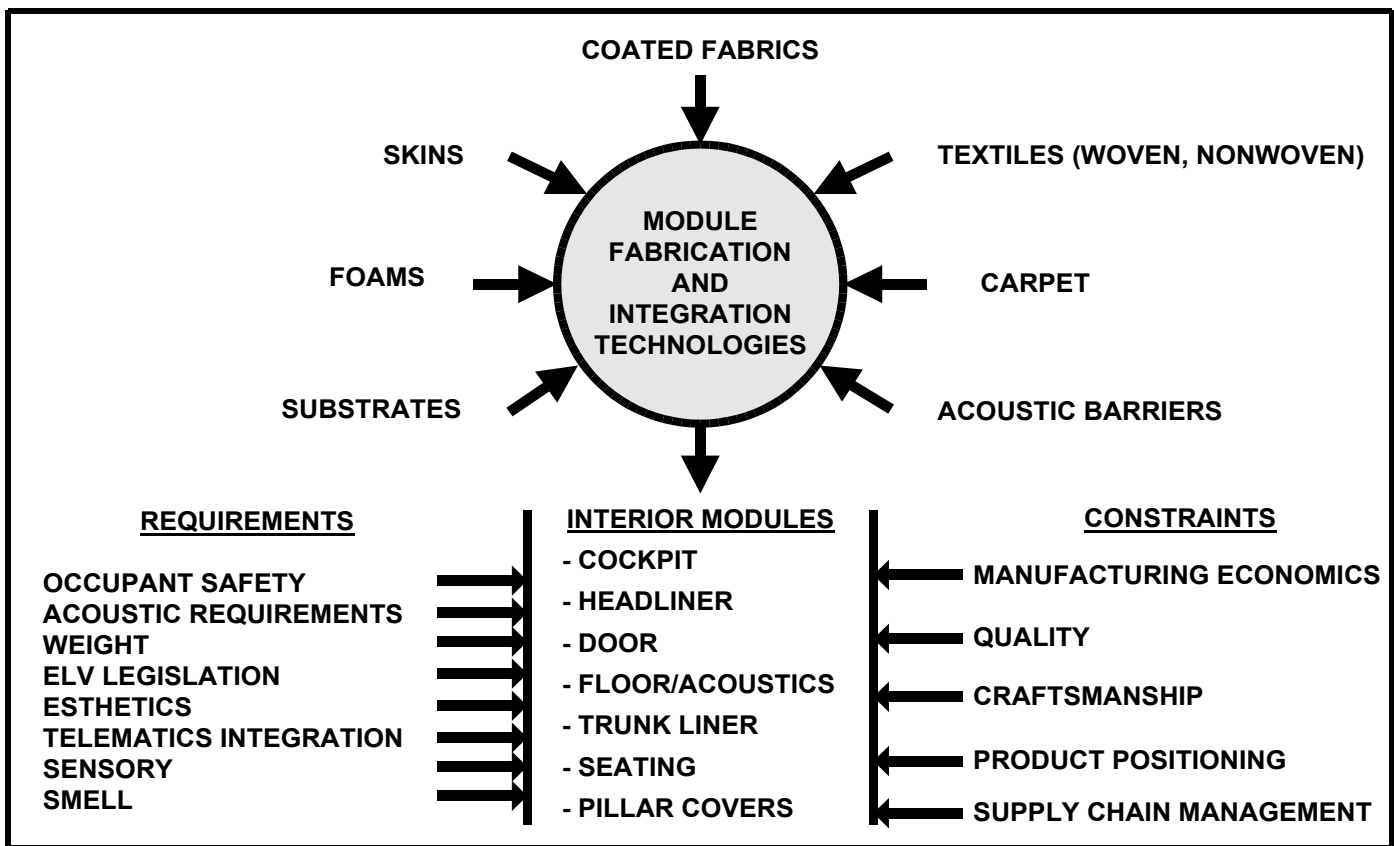 COATED FABRICS
SKINS
TEXTILES (WOVEN, NONWOVEN)
MODULE
FABRICATION
AND
INTEGRATION
TECHNOLOGIES
FOAMS
CARPET
SUBSTRATES
ACOUSTIC BARRIERS
REQUIREMENTS
OCCUPANT SAFETY
ACOUSTIC REQUIREMENTS
WEIGHT
ELV LEGISLATION
ESTHETICS
TELEMATICS INTEGRATION
SENSORY
SMELL
INTERIOR MODULES
- COCKPIT
- HEADLINER
- DOOR
- FLOOR/ACOUSTICS
- TRUNK LINER
- SEATING
- PILLAR COVERS
CONSTRAINTS
MANUFACTURING ECONOMICS
QUALITY
CRAFTSMANSHIP
PRODUCT POSITIONING
SUPPLY CHAIN MANAGEMENT